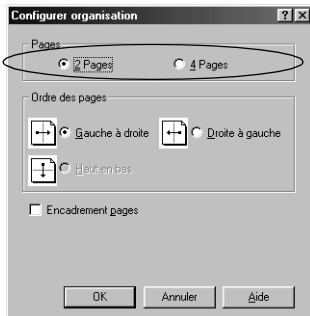 Configurer organisation
Pages
2 Pages 4 Pages
Ordre des pages
Gauche à droite Droite à gauche
Haut en bas
Encadrement pages
OK Annuler Aide